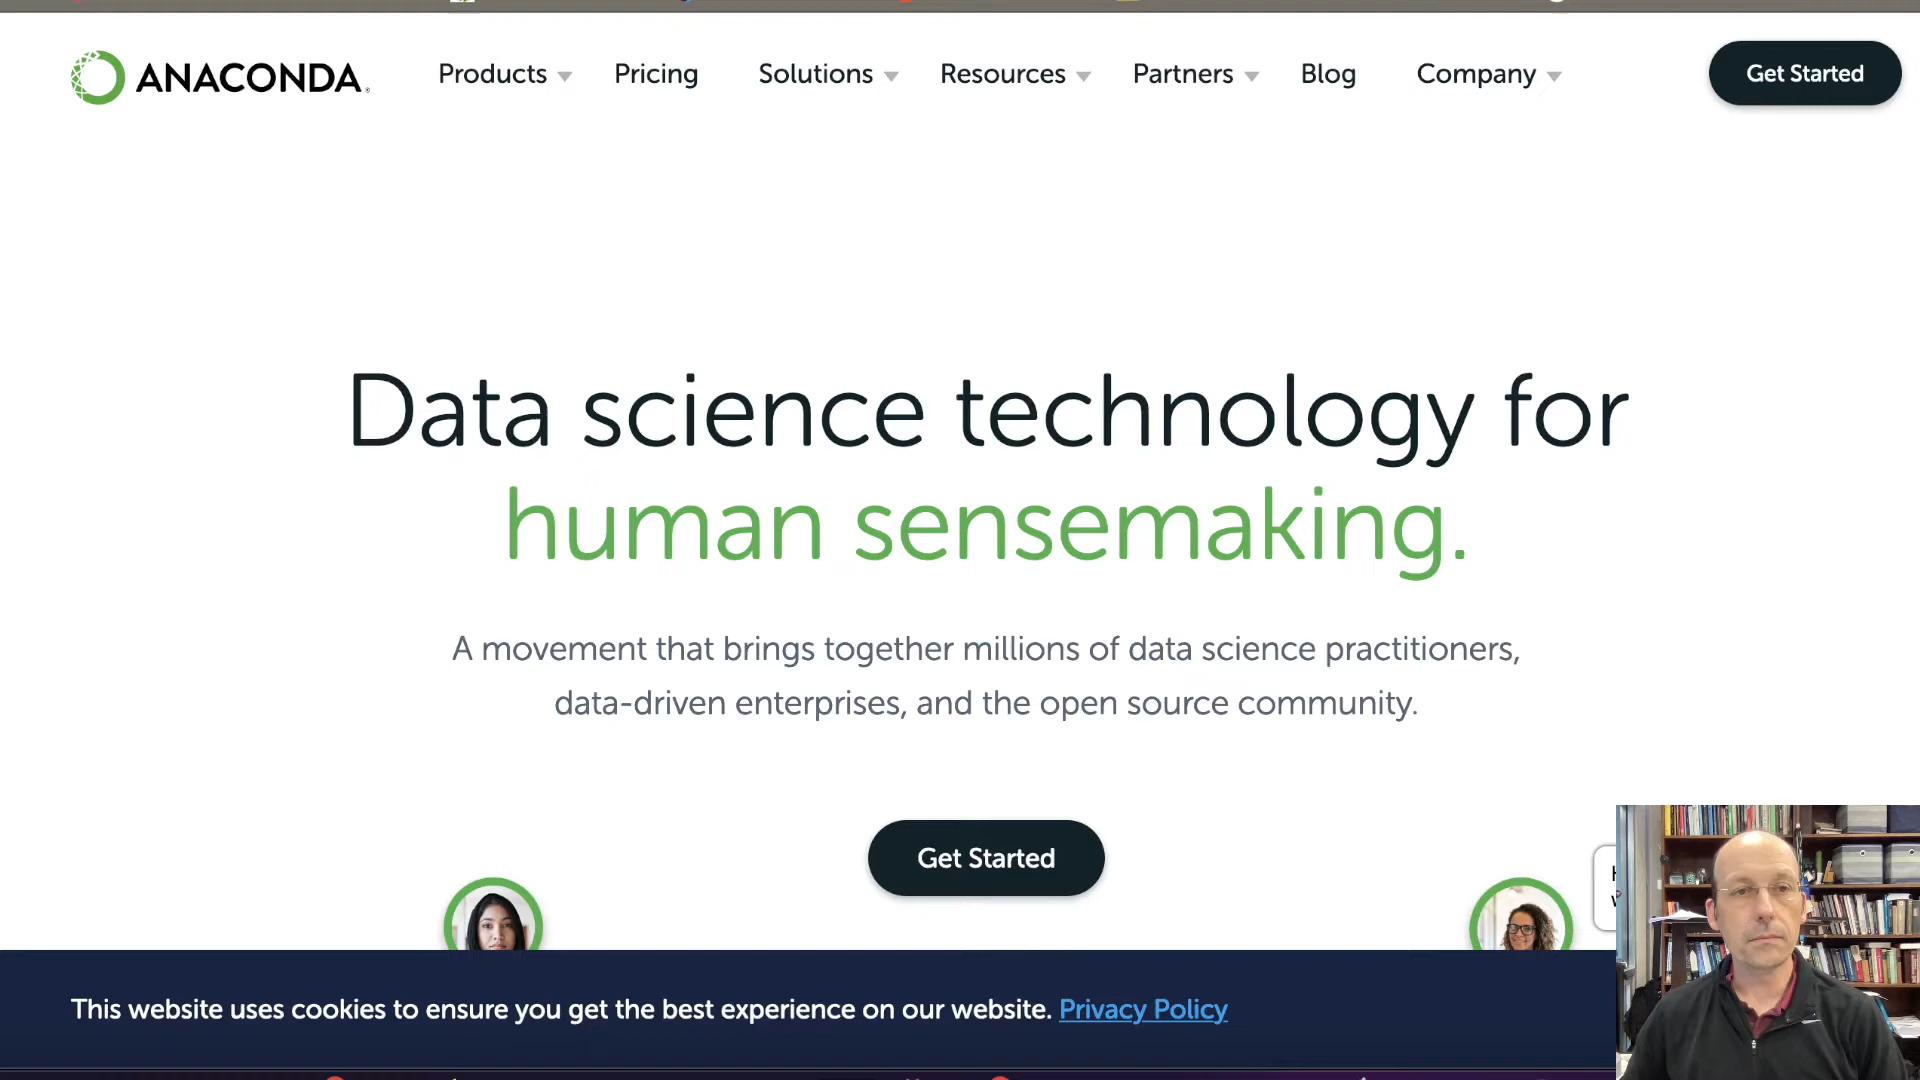 ANACONDA
Products
Pricing
Solutions
Resources
Partners
Blog
Company
Get Started
Data science technology for
human sensemaking.
A movement that brings together millions of data science practitioners,
data-driven enterprises, and the open source community.
Get Started
This website uses cookies to ensure you get the best experience on our website. Privacy Policy